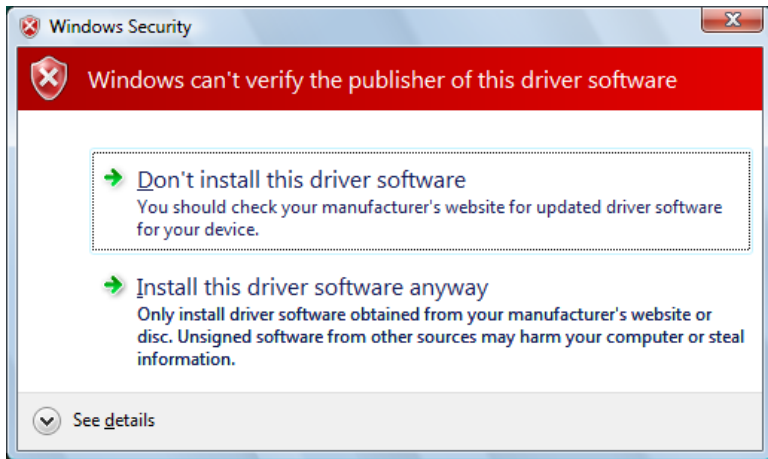 Windows Security
Windows can't verify the publisher of this driver software
Don't install this driver software
You should check your manufacturer's website for updated driver software
for your device.
Install this driver software anyway
Only install driver software obtained from your manufacturer's website or
disc. Unsigned software from other sources may harm your computer or steal
information.
See details